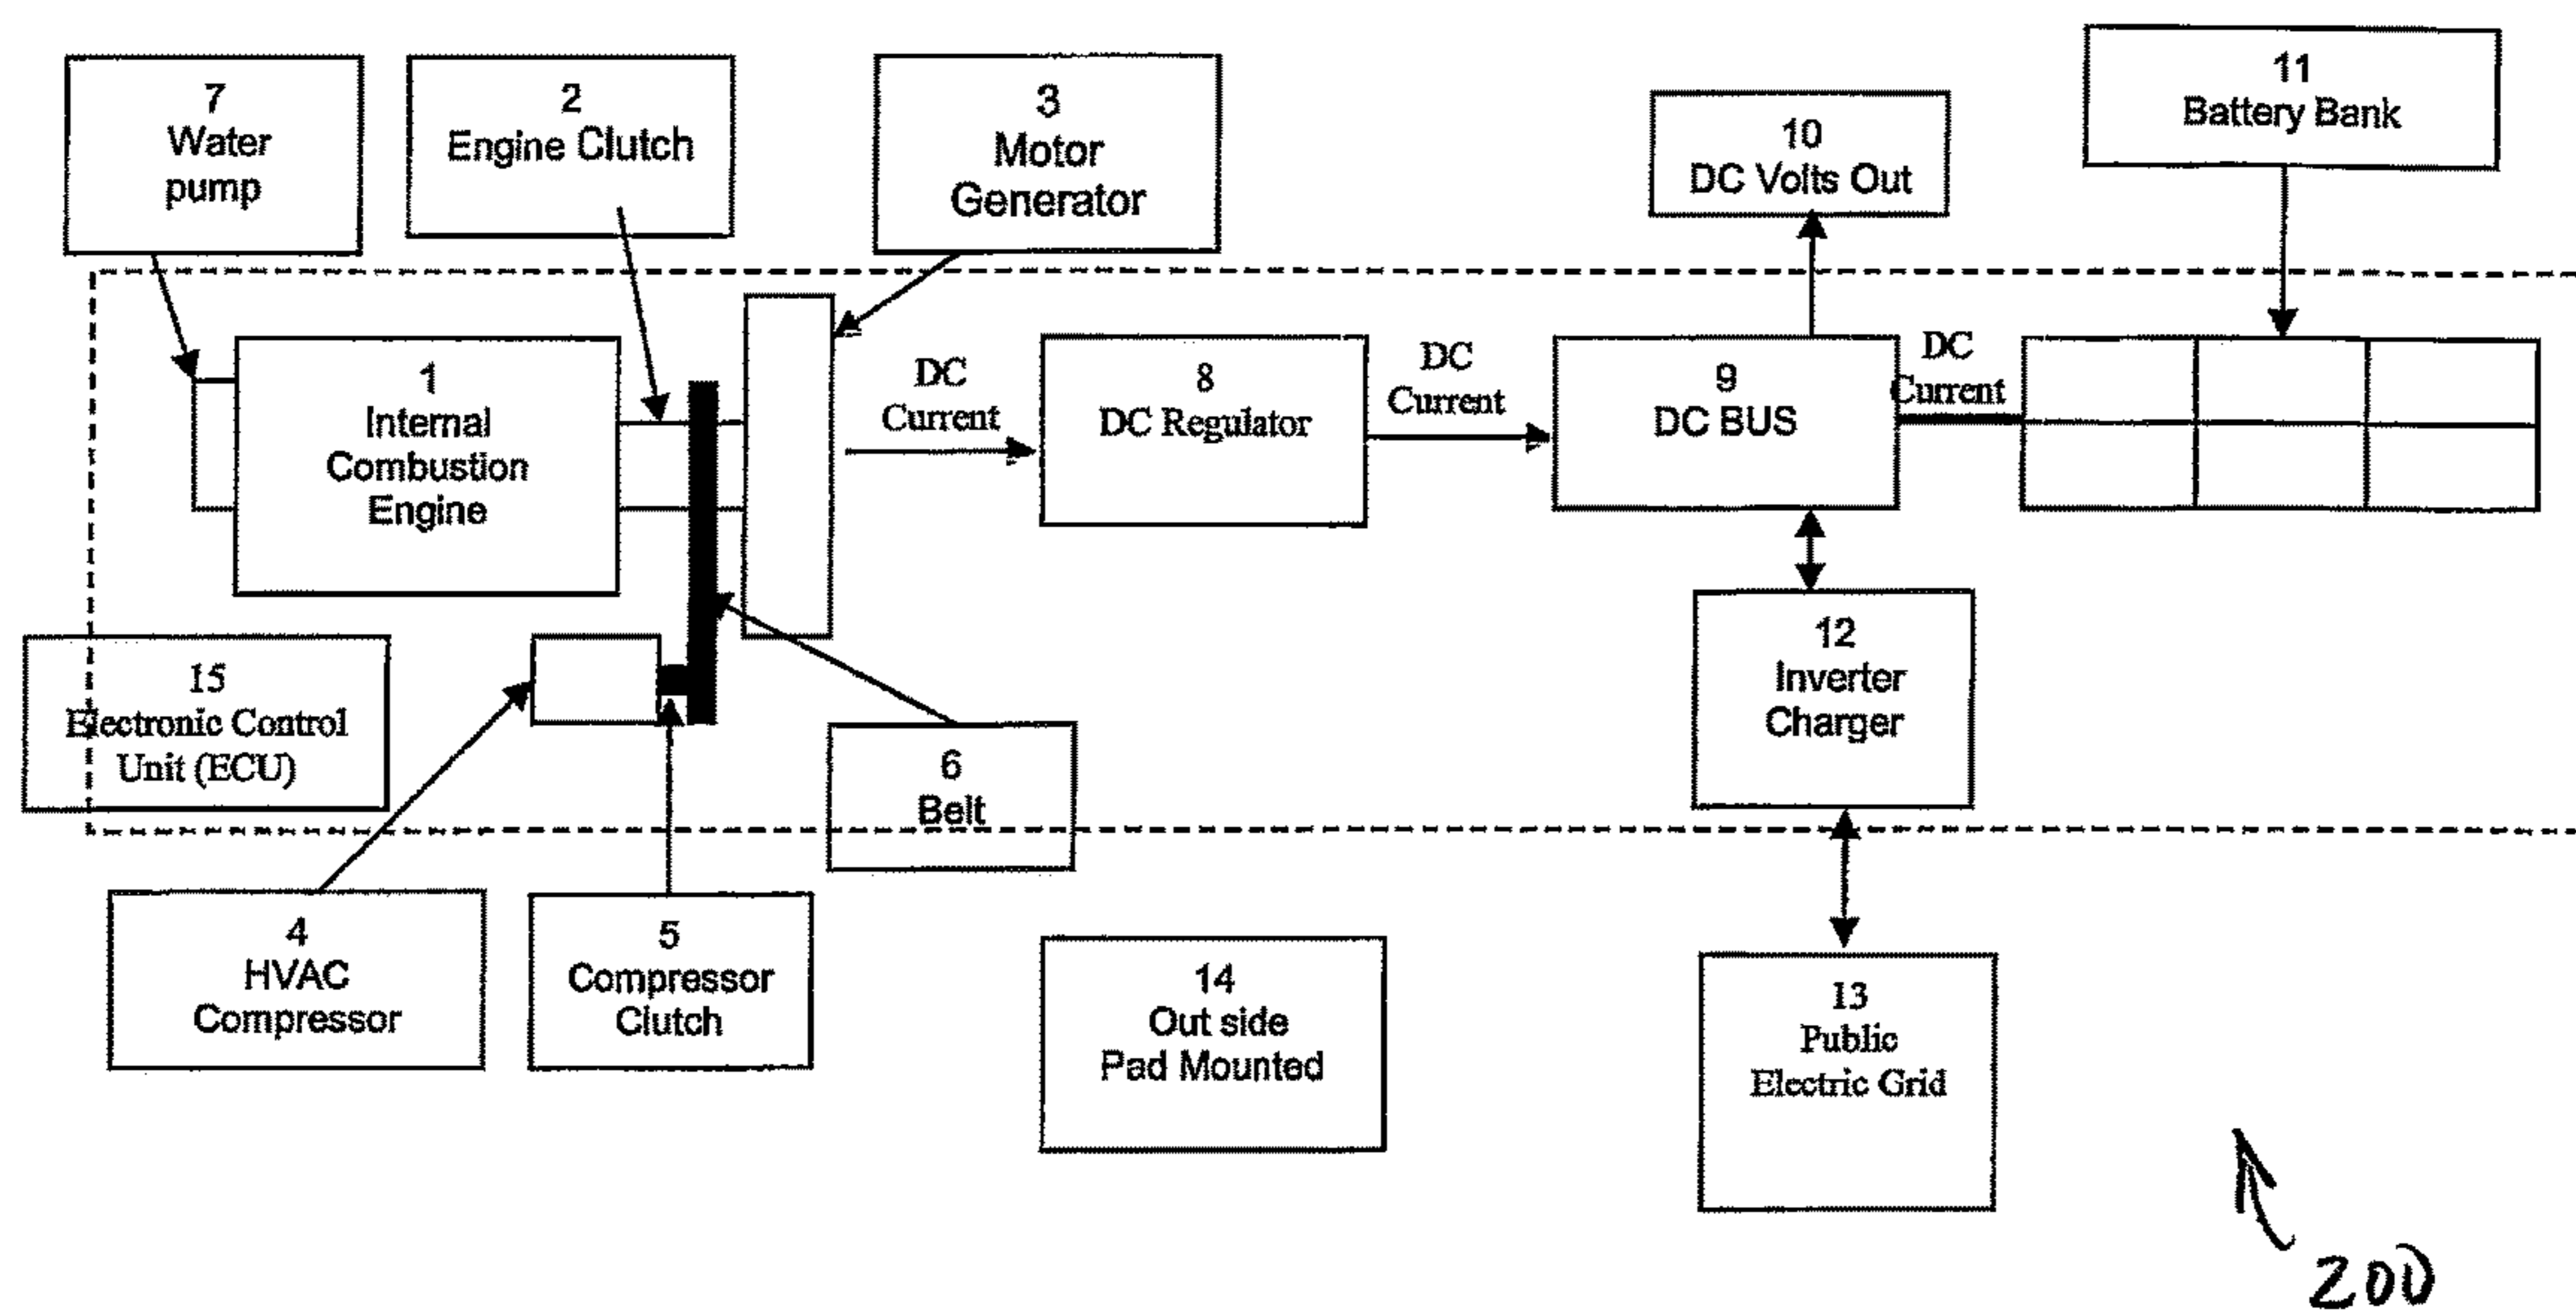 7
Water
pump
2
Engine Clutch
3
Motor
Generator
10
DC Volts Out
11
Battery Bank
1
Internal
Combustion
Engine
DC
Current
8
DC Regulator
DC
Current
9
DC BUS
DC
Current
15
Electronic Control
Unit (ECU)
6
Belt
12
Inverter
Charger
4
HVAC
Compressor
5
Compressor
Clutch
14
Out side
Pad Mounted
13
Public
Electric Grid
200